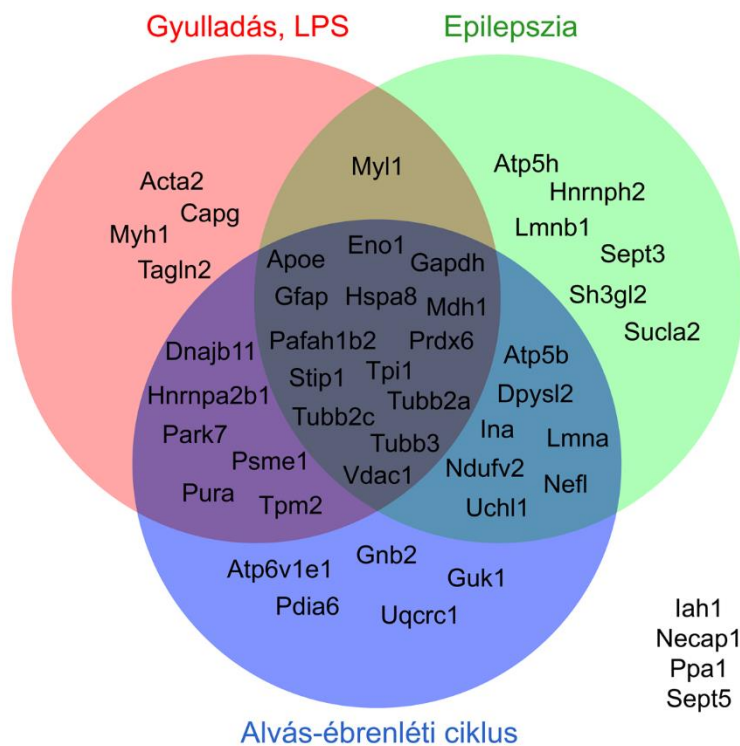 Gyulladás, LPS
Epilepszia
Myl1
Acta2
Capg
Myh1
Tagln2
Atp5h
Hnrnph2
Lmnb1
Sept3
Sh3gl2
Sucla2
Eno1
Apoe
Gapdh
Gfap
Hspa8
Mdh1
Pafah1b2
Prdx6
Stip1
Tpi1
Tubb2a
Tubb2c
Tubb3
Vdac1
Dnajb11
Hnrnpa2b1
Park7
Psme1
Pura
Tpm2
Atp5b
Dpysl2
Ina
Lmna
Ndufv2
Nefl
Uchl1
Atp6v1e1
Gnb2
Guk1
Pdia6
Uqcrc1
Iah1
Necap1
Ppa1
Sept5
Alvás-ébrenléti ciklus